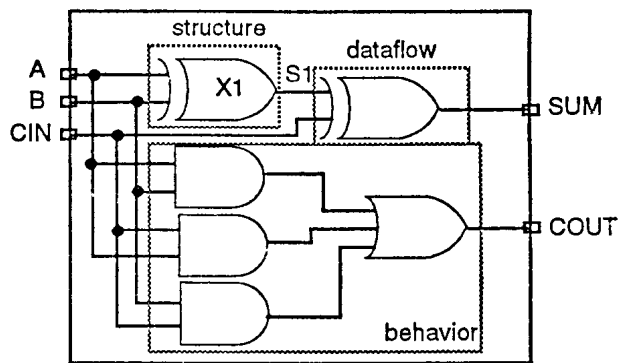 structure
dataflow
A
X1
S1
B
SUM
CIN
COUT
behavior